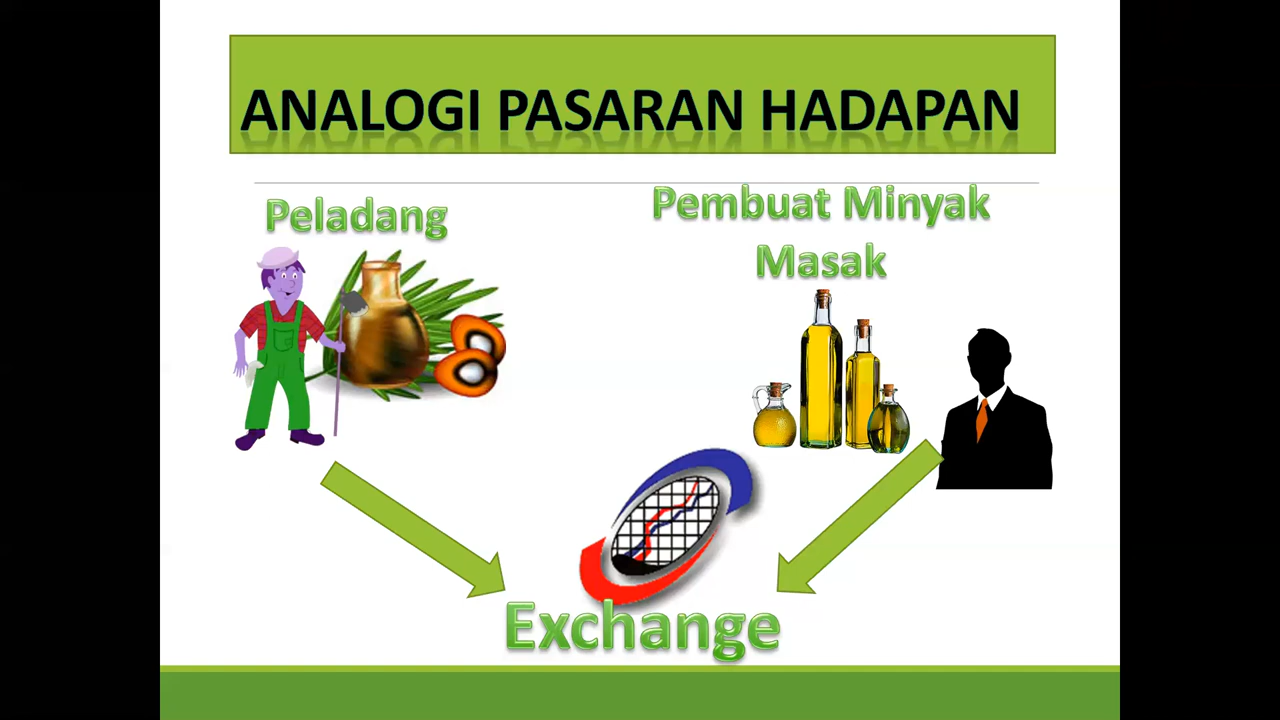 ANALOGI PASARAN HADAPAN
Peladang
Pembuat Minyak
Masak
Exchange